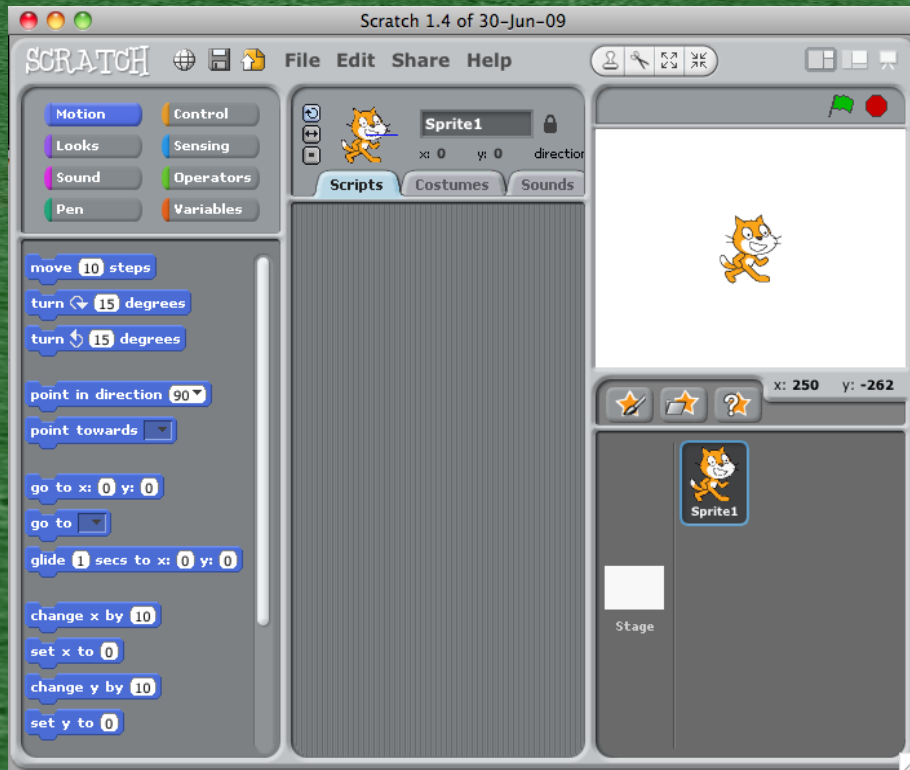 Scratch 1.4 of 30-Jun-09
SCRATCH
File Edit Share Help
Motion Control
Looks Sensing
Sound Operators
Pen Variables
move 10 steps
turn 15 degrees
turn 15 degrees
point in direction 90
point towards
go to x: 0 y: 0
go to
glide 1 secs to x: 0 y: 0
change x by 10
set x to 0
change y by 10
set y to 0
Sprite1
x: 0 y: 0 direction
Scripts Costumes Sounds
x: 250 y: -262
Sprite1
Stage